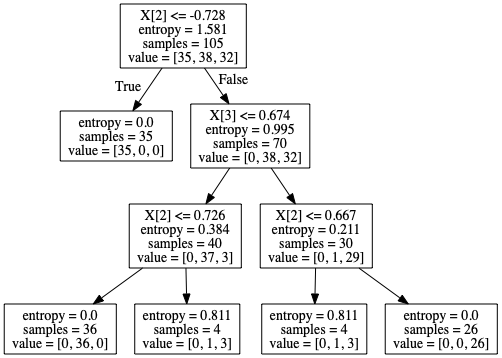 X[2] <= -0.728
entropy = 1.581
samples = 105
value = [35, 38, 32]
True
False
entropy = 0.0
samples = 35
value = [35, 0, 0]
X[3] <= 0.674
entropy = 0.995
samples = 70
value = [0, 38, 32]
X[2] <= 0.726
entropy = 0.384
samples = 40
value = [0, 37, 3]
X[2] <= 0.667
entropy = 0.211
samples = 30
value = [0, 1, 29]
entropy = 0.0
samples = 36
value = [0, 36, 0]
entropy = 0.811
samples = 4
value = [0, 1, 3]
entropy = 0.811
samples = 4
value = [0, 1, 3]
entropy = 0.0
samples = 26
value = [0, 0, 26]